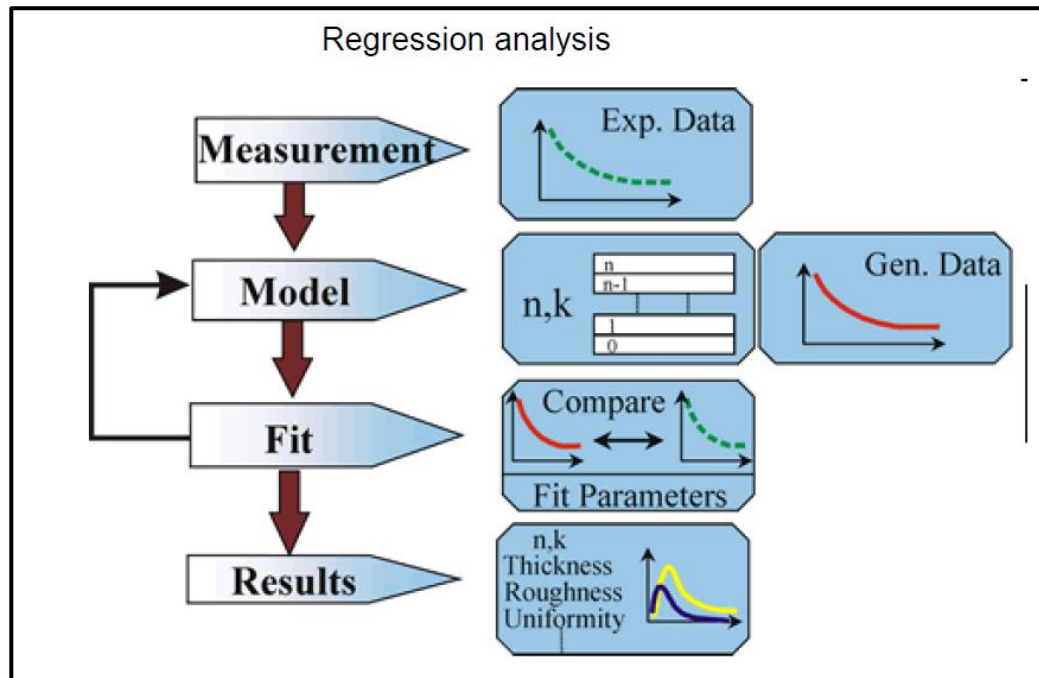 Regression analysis
Measurement
Exp. Data
Model
n,k
n
n-1
1
0
Gen. Data
Fit
Compare
Fit Parameters
Results
n,k
Thickness
Roughness
Uniformity